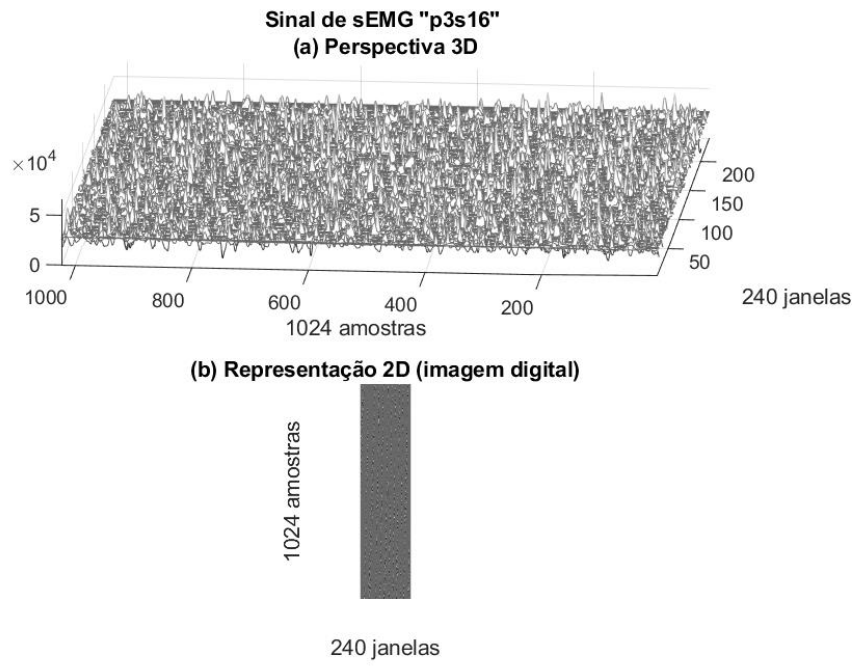 Sinal de sEMG "p3s16"
(a) Perspectiva 3D
×10⁴
5
0
1000
800
600
400
200
1024 amostras
200
150
100
50
240 janelas
(b) Representação 2D (imagem digital)
1024 amostras
240 janelas